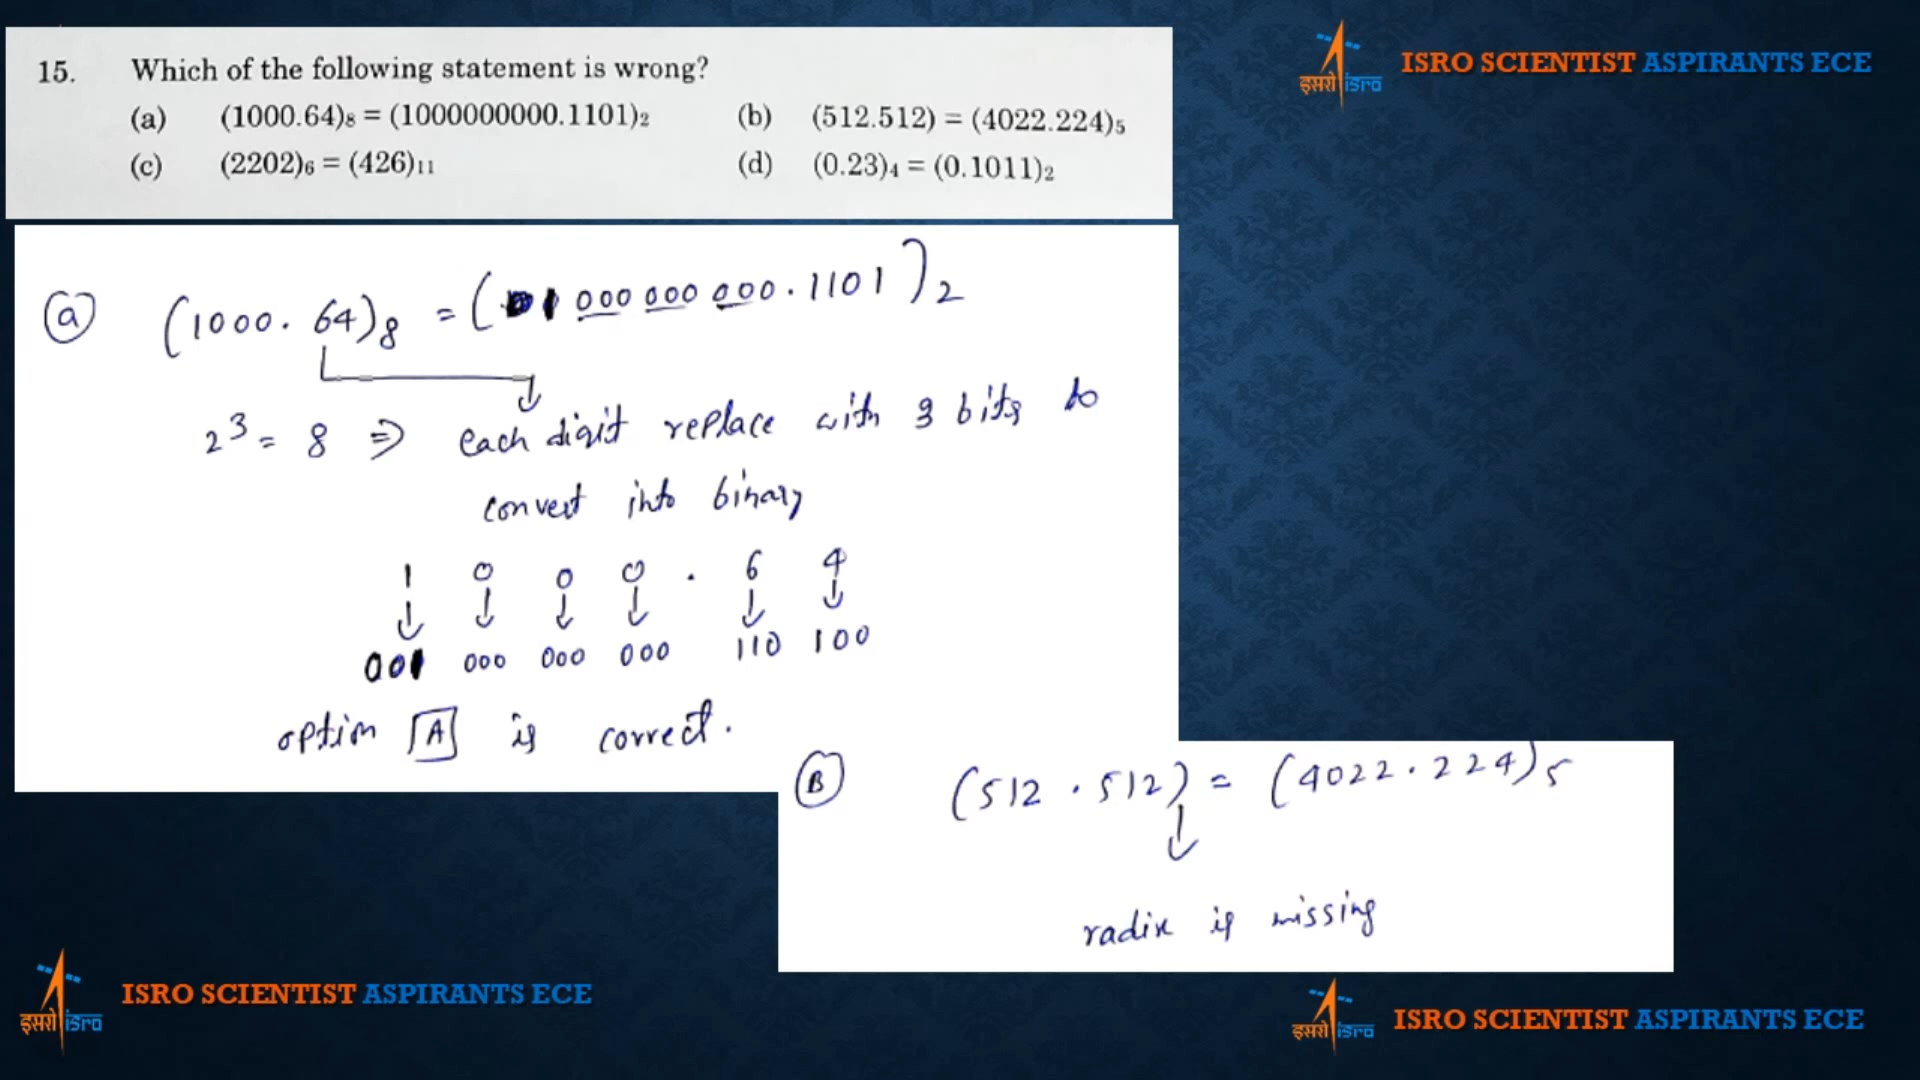 15. Which of the following statement is wrong?
(a) (1000.64)₈ = (1000000000.1101)₂ (b) (512.512) = (4022.224)₅
(c) (2202)₆ = (426)₁₁ (d) (0.23)₄ = (0.1011)₂
इसरो isro ISRO SCIENTIST ASPIRANTS ECE
(a) (1000.64)₈ = (1 000 000 000.1101)₂
2³ = 8 ⇒ each digit replace with 3 bits to
convert into binary
1 0 0 0 . 6 4
↓ ↓ ↓ ↓ ↓ ↓
001 000 000 000 110 100
option [A] is correct.
(B) (512.512) = (4022.224)₅
↓
radix is missing
इसरो isro ISRO SCIENTIST ASPIRANTS ECE
इसरो isro ISRO SCIENTIST ASPIRANTS ECE